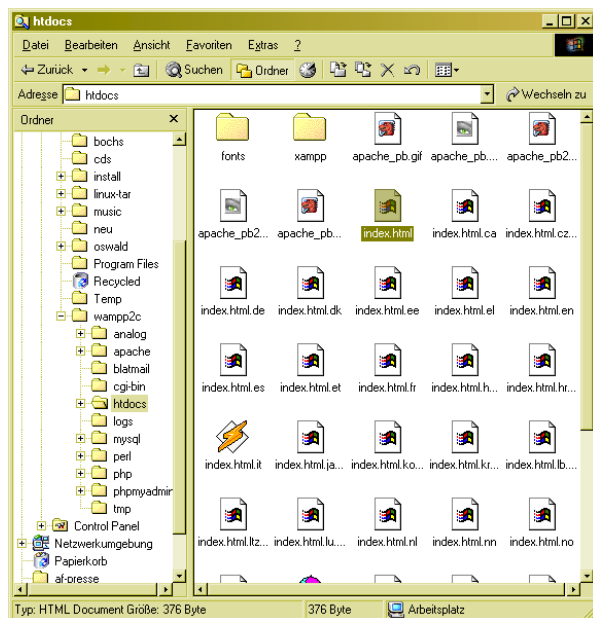 htdocs
Datei Bearbeiten Ansicht Favoriten Extras ?
Zurück Suchen Ordner
Adresse htdocs Wechseln zu
Ordner
bochs
cds
install
linux-tar
music
neu
oswald
Program Files
Recycled
Temp
wampp2c
analog
apache
blatmail
cgi-bin
htdocs
logs
mysql
perl
php
phpmyadmin
tmp
Control Panel
Netzwerkumgebung
Papierkorb
af-presse
fonts xampp apache_pb.gif apache_pb.... apache_pb2...
apache_pb2... apache_pb... index.html index.html.ca index.html.cz...
index.html.de index.html.dk index.html.ee index.html.el index.html.en
index.html.es index.html.et index.html.fr index.html.h... index.html.hr...
index.html.it index.html.ja... index.html.ko... index.html.kr... index.html.lb....
index.html.ltz... index.html.lu.... index.html.nl index.html.nn index.html.no
Typ: HTML Document Größe: 376 Byte 376 Byte Arbeitsplatz